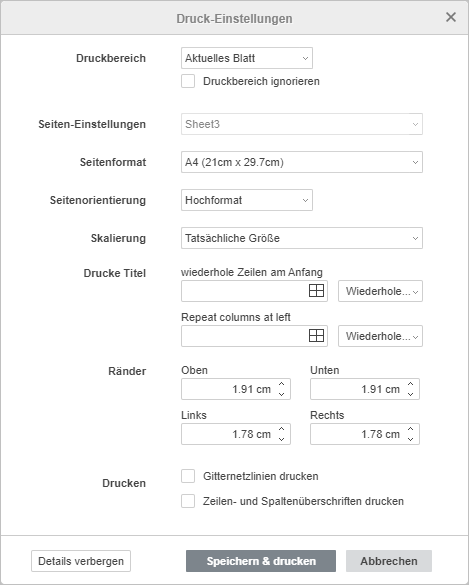 Druck-Einstellungen
Druckbereich
Aktuelles Blatt
Druckbereich ignorieren
Seiten-Einstellungen
Sheet3
Seitenformat
A4 (21cm x 29.7cm)
Seitenorientierung
Hochformat
Skalierung
Tatsächliche Größe
Drucke Titel
wiederhole Zeilen am Anfang
Wiederhole...
Repeat columns at left
Wiederhole...
Ränder
Oben
Unten
1.91 cm
1.91 cm
Links
Rechts
1.78 cm
1.78 cm
Drucken
Gitternetzlinien drucken
Zeilen- und Spaltenüberschriften drucken
Details verbergen
Speichern & drucken
Abbrechen